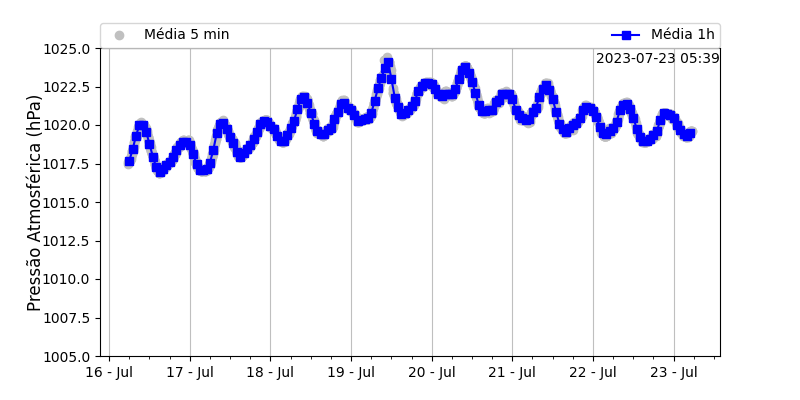 Média 5 min
Média 1h
2023-07-23 05:39
Pressão Atmosférica (hPa)
1025.0
1022.5
1020.0
1017.5
1015.0
1012.5
1010.0
1007.5
1005.0
16 - Jul
17 - Jul
18 - Jul
19 - Jul
20 - Jul
21 - Jul
22 - Jul
23 - Jul